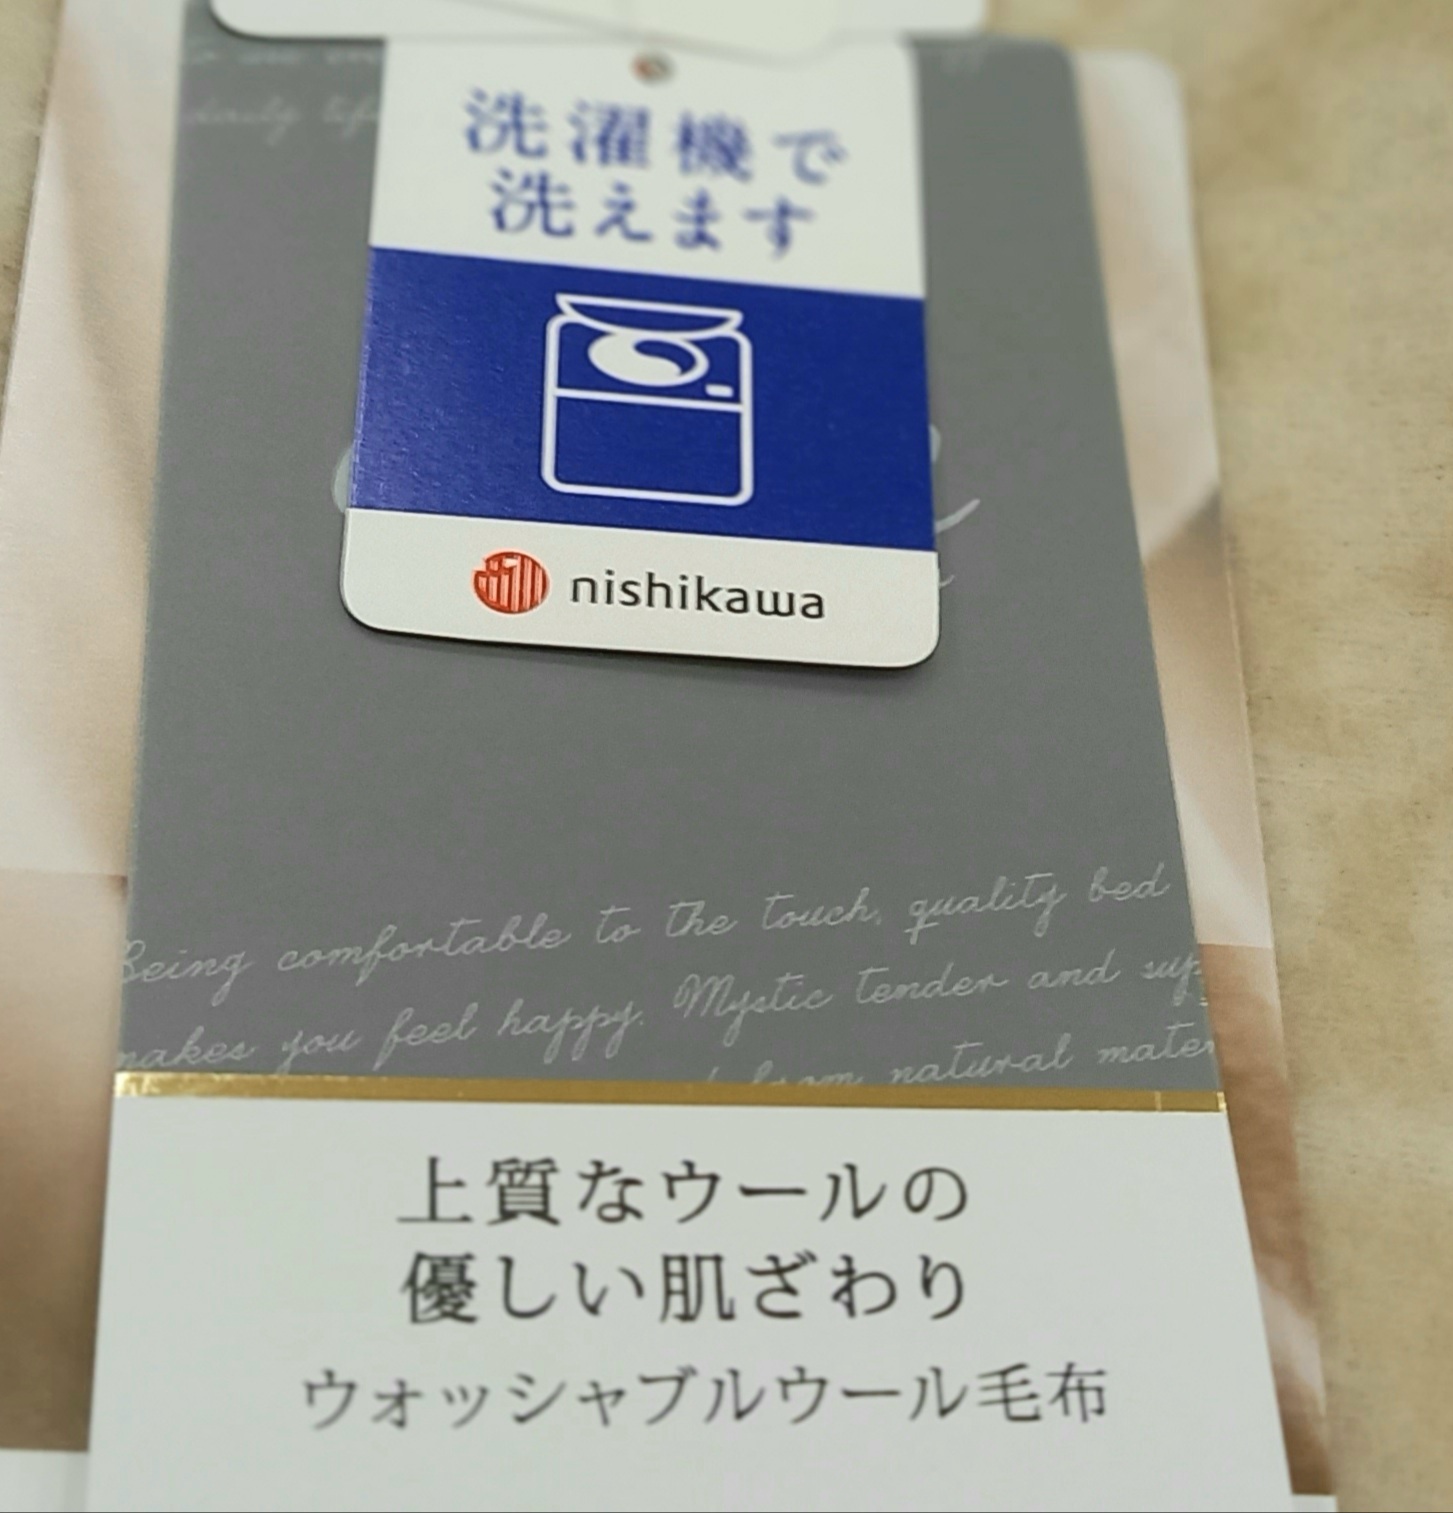 daily
洗濯機で
洗えます
nishikawa
Being comfortable to the touch, quality bed
makes you feel happy. Mystic tender and
from natural
上質なウールの
優しい肌ざわり
ウォッシャブルウール毛布